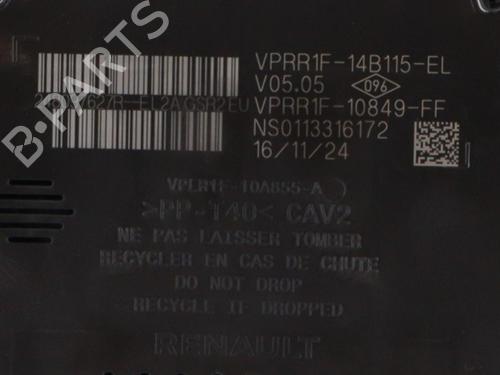 VPRR1F-14B115-EL
V05.05 096
VPRR1F-10849-FF
NS0113316172
16/11/24
VPLR1F-10A855-A
>PP-T40< CAV2
NE PAS LAISSER TOMBER
RECYCLER EN CAS DE CHUTE
DO NOT DROP
RECYCLE IF DROPPED
RENAULT
B-PARTS